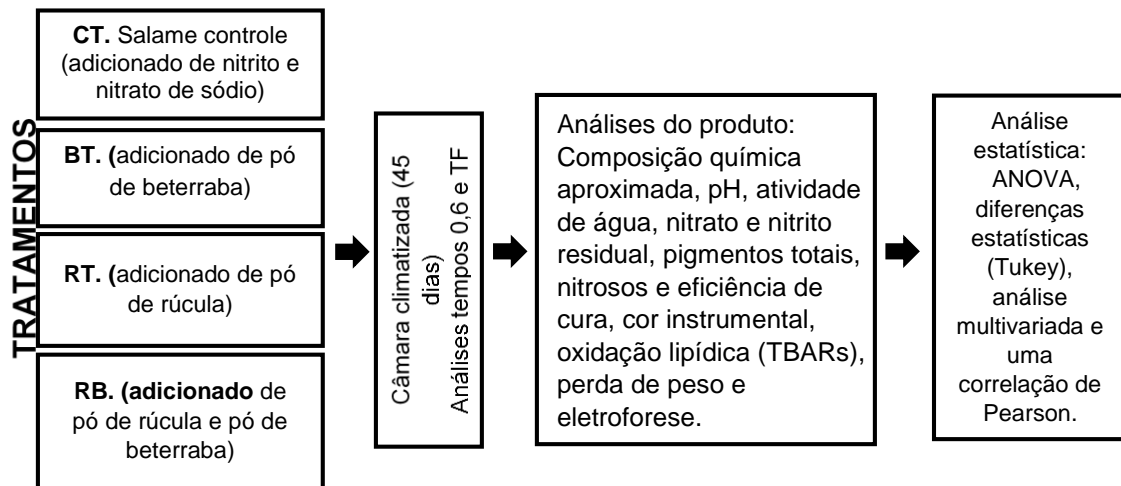 TRATAMENTOS
CT. Salame controle
(adicionado de nitrito e
nitrato de sódio)
BT. (adicionado de pó
de beterraba)
RT. (adicionado de pó
de rúcula)
RB. (adicionado de
pó de rúcula e pó de
beterraba)
Câmara climatizada (45
dias)
Análises tempos 0,6 e TF
Análises do produto:
Composição química
aproximada, pH, atividade
de água, nitrato e nitrito
residual, pigmentos totais,
nitrosos e eficiência de
cura, cor instrumental,
oxidação lipídica (TBARs),
perda de peso e
eletroforese.
Análise
estatística:
ANOVA,
diferenças
estatísticas
(Tukey),
análise
multivariada e
uma
correlação de
Pearson.